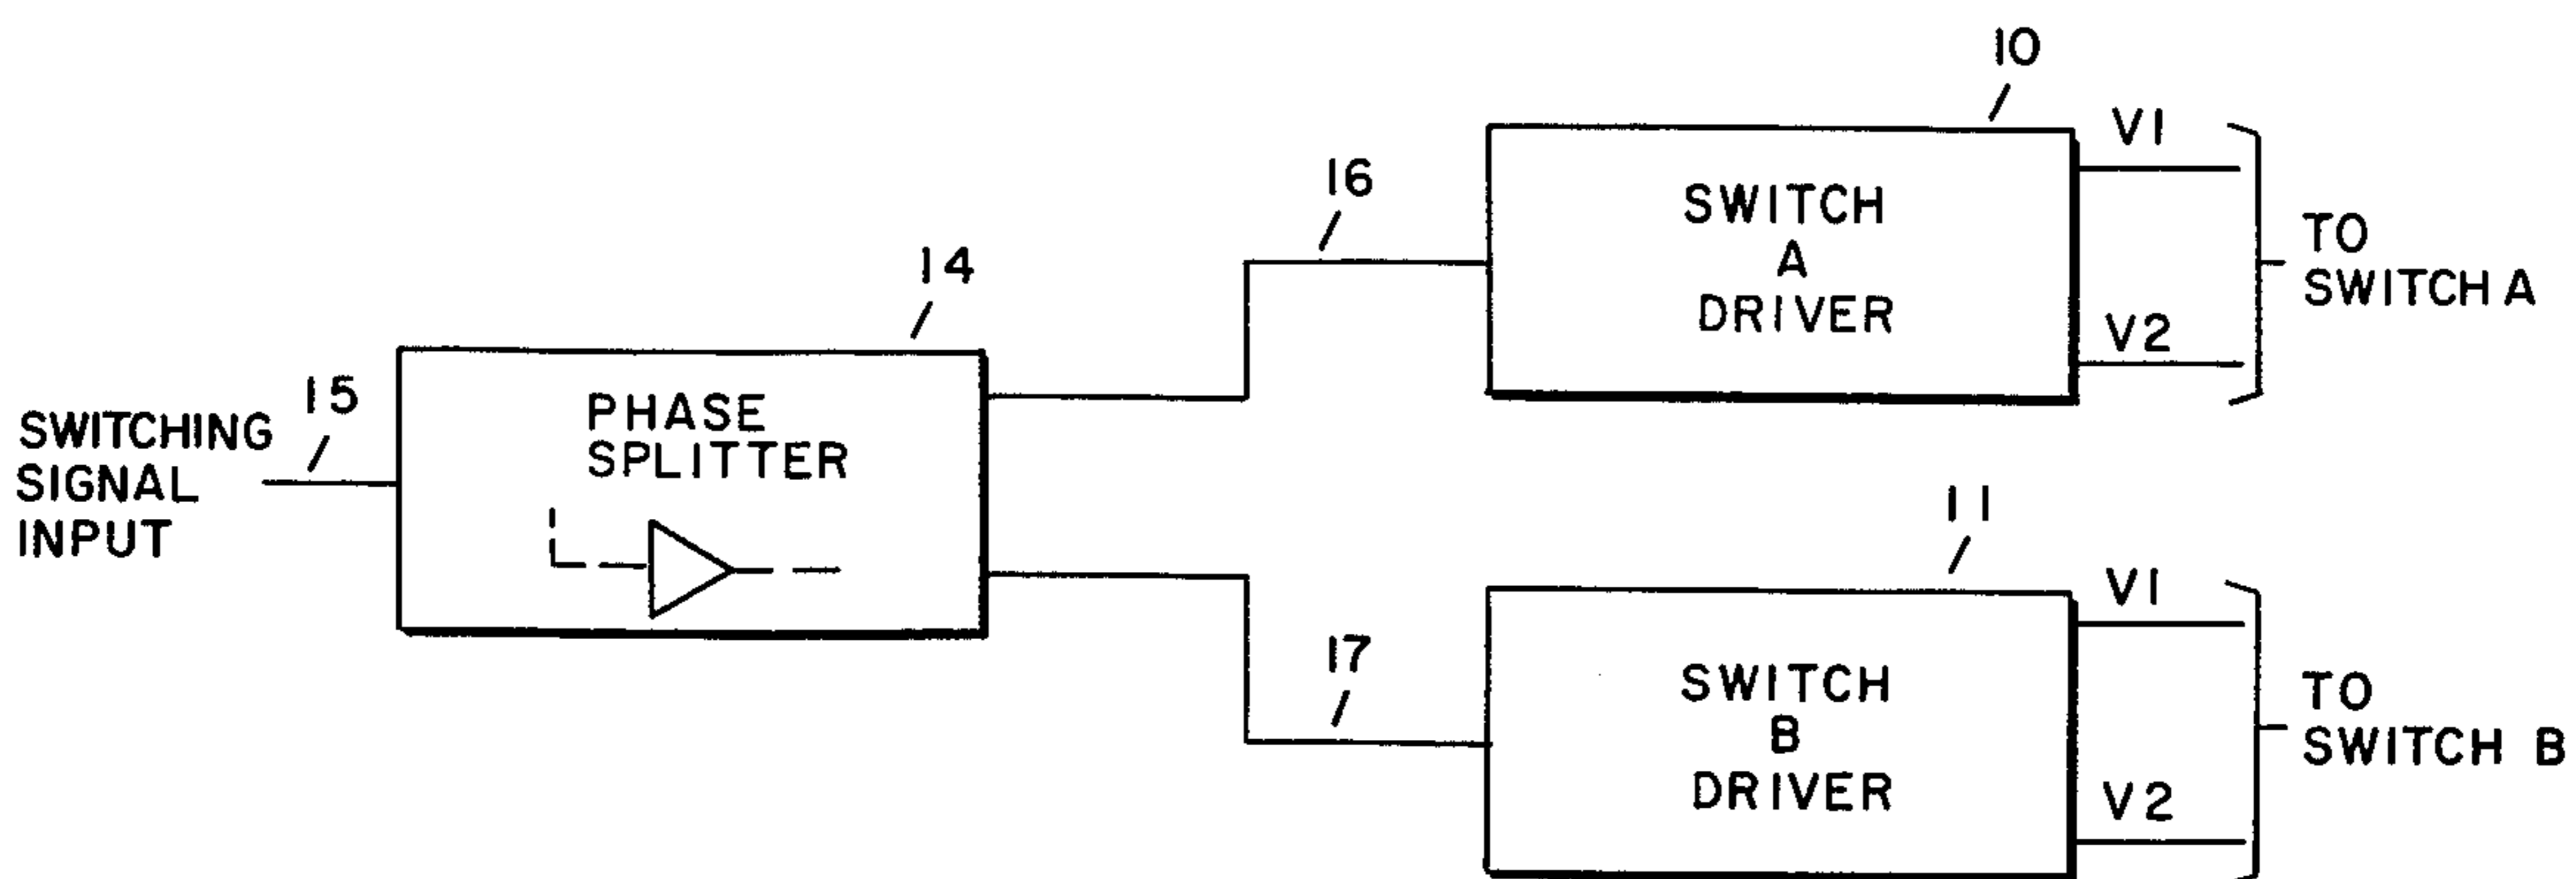 SWITCHING
SIGNAL
INPUT
15
14
PHASE
SPLITTER
16
17
10
SWITCH
A
DRIVER
V1
V2
TO
SWITCH A
11
SWITCH
B
DRIVER
V1
V2
TO
SWITCH B